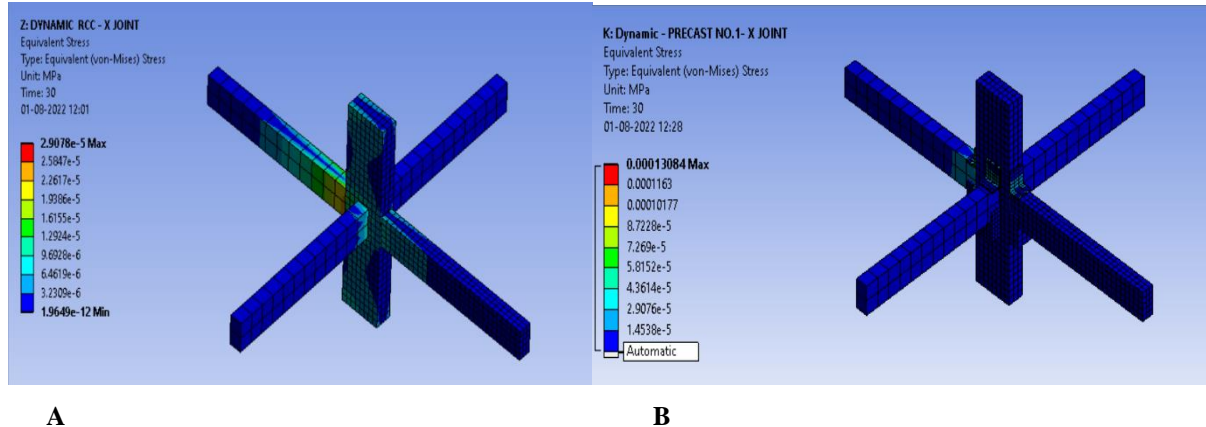 Z: DYNAMIC RCC - X JOINT
Equivalent Stress
Type: Equivalent (von-Mises) Stress
Unit: MPa
Time: 30
01-08-2022 12:01
2.9078e-5 Max
2.5847e-5
2.2617e-5
1.9386e-5
1.6155e-5
1.2924e-5
9.6928e-6
6.4619e-6
3.2309e-6
1.9649e-12 Min
K: Dynamic - PRECAST NO.1- X JOINT
Equivalent Stress
Type: Equivalent (von-Mises) Stress
Unit: MPa
Time: 30
01-08-2022 12:28
0.00013084 Max
0.0001163
0.00010177
8.7228e-5
7.269e-5
5.8152e-5
4.3614e-5
2.9076e-5
1.4538e-5
Automatic
A
B